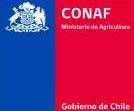 CONAF
Ministerio de Agricultura
Gobierno de Chile